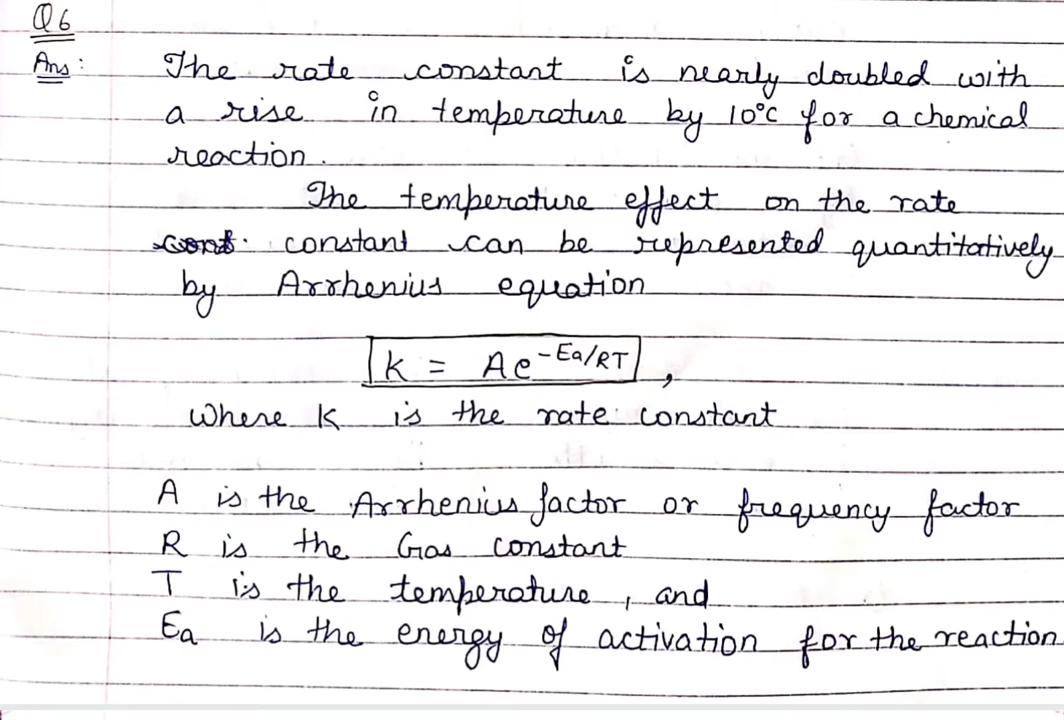 Q6
Ans: The rate constant is nearly doubled with
a rise in temperature by 10°C for a chemical
reaction.
The temperature effect on the rate
const. constant can be represented quantitatively
by Arrhenius equation
K = Ae^-Ea/RT,
Where K is the rate constant
A is the Arrhenius factor or frequency factor
R is the Gas constant
T is the temperature, and
Ea is the energy of activation for the reaction